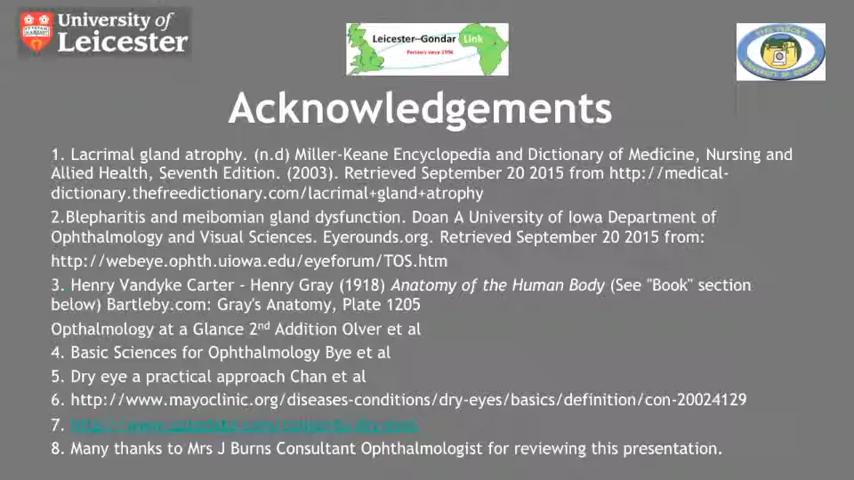 University of
Leicester
Leicester-Gondar Link
Partners since 1996
Acknowledgements
1. Lacrimal gland atrophy. (n.d) Miller-Keane Encyclopedia and Dictionary of Medicine, Nursing and
Allied Health, Seventh Edition. (2003). Retrieved September 20 2015 from http://medical-
dictionary.thefreedictionary.com/lacrimal+gland+atrophy
2.Blepharitis and meibomian gland dysfunction. Doan A University of Iowa Department of
Ophthalmology and Visual Sciences. Eyerounds.org. Retrieved September 20 2015 from:
http://webeye.ophth.uiowa.edu/eyeforum/TOS.htm
3. Henry Vandyke Carter - Henry Gray (1918) Anatomy of the Human Body (See "Book" section
below) Bartleby.com: Gray's Anatomy, Plate 1205
Opthalmology at a Glance 2nd Addition Olver et al
4. Basic Sciences for Ophthalmology Bye et al
5. Dry eye a practical approach Chan et al
6. http://www.mayoclinic.org/diseases-conditions/dry-eyes/basics/definition/con-20024129
7.
8. Many thanks to Mrs J Burns Consultant Ophthalmologist for reviewing this presentation.